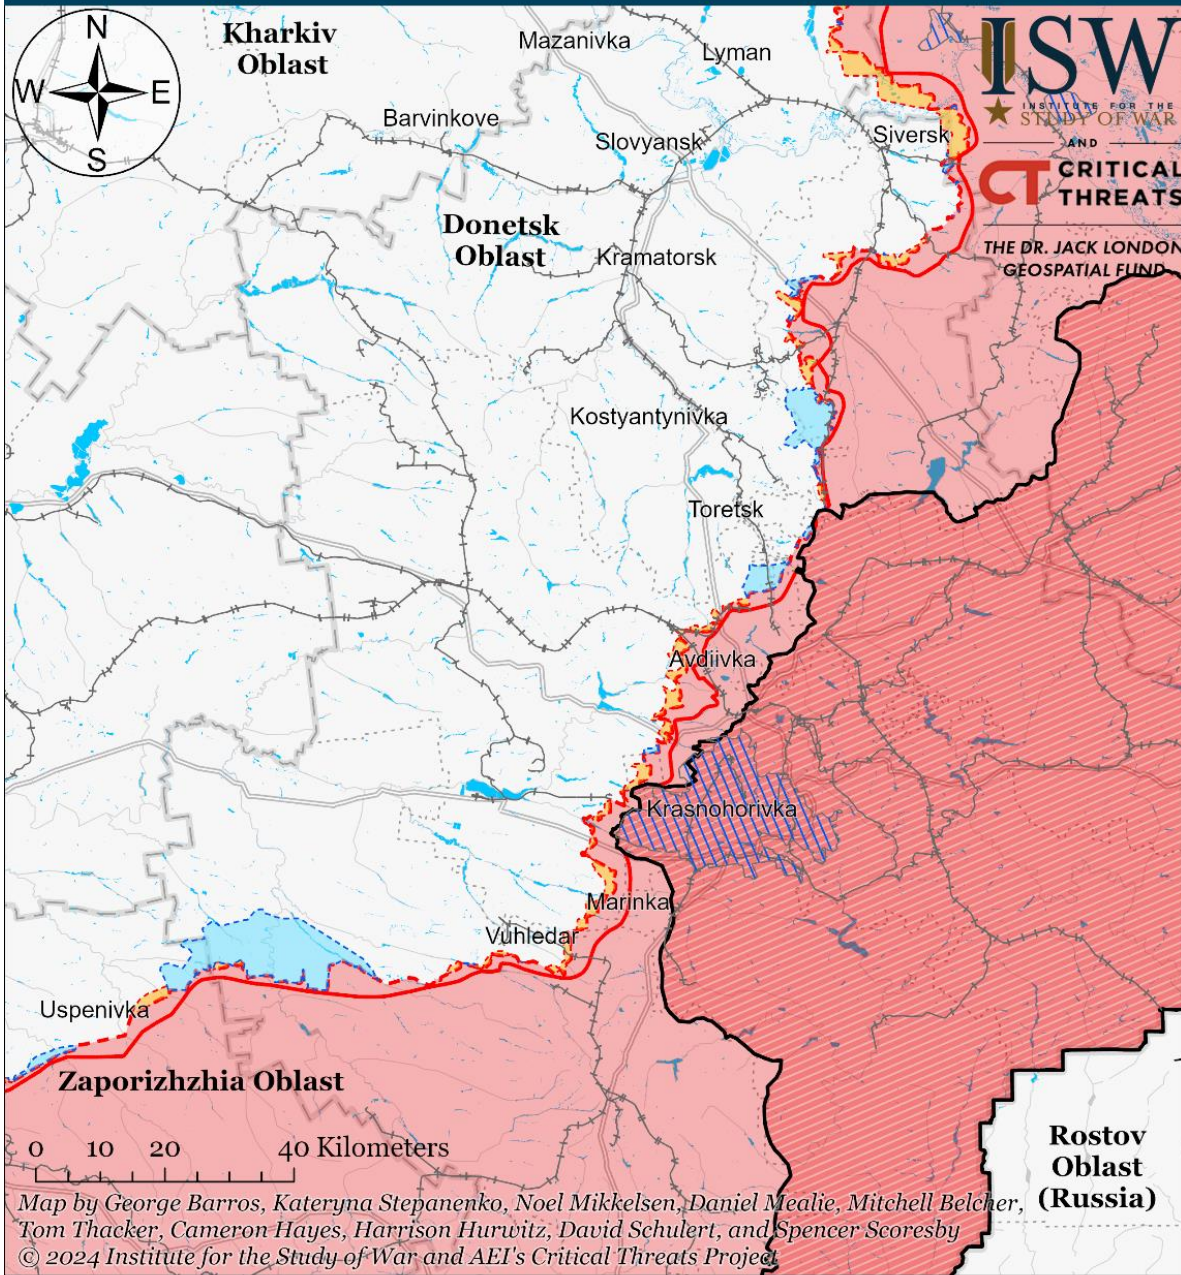 N
W
E
S
Kharkiv
Oblast
Mazanivka
Lyman
Barvinkove
Slovyansk
Siversk
ISW
INSTITUTE FOR THE
STUDY OF WAR
AND
CT
CRITICAL
THREATS
THE DR. JACK LONDON
GEOSPATIAL FUND
Donetsk
Oblast
Kramatorsk
Kostyantynivka
Toretsk
Avdiivka
Krasnohorivka
Marinka
Vuhledar
Uspenivka
Zaporizhzhia Oblast
0 10 20 40 Kilometers
Rostov
Oblast
(Russia)
Map by George Barros, Kateryna Stepanenko, Noel Mikkelsen, Daniel Mealie, Mitchell Belcher,
Tom Thacker, Cameron Hayes, Harrison Hurwitz, David Schulert, and Spencer Scoresby
© 2024 Institute for the Study of War and AEI's Critical Threats Project